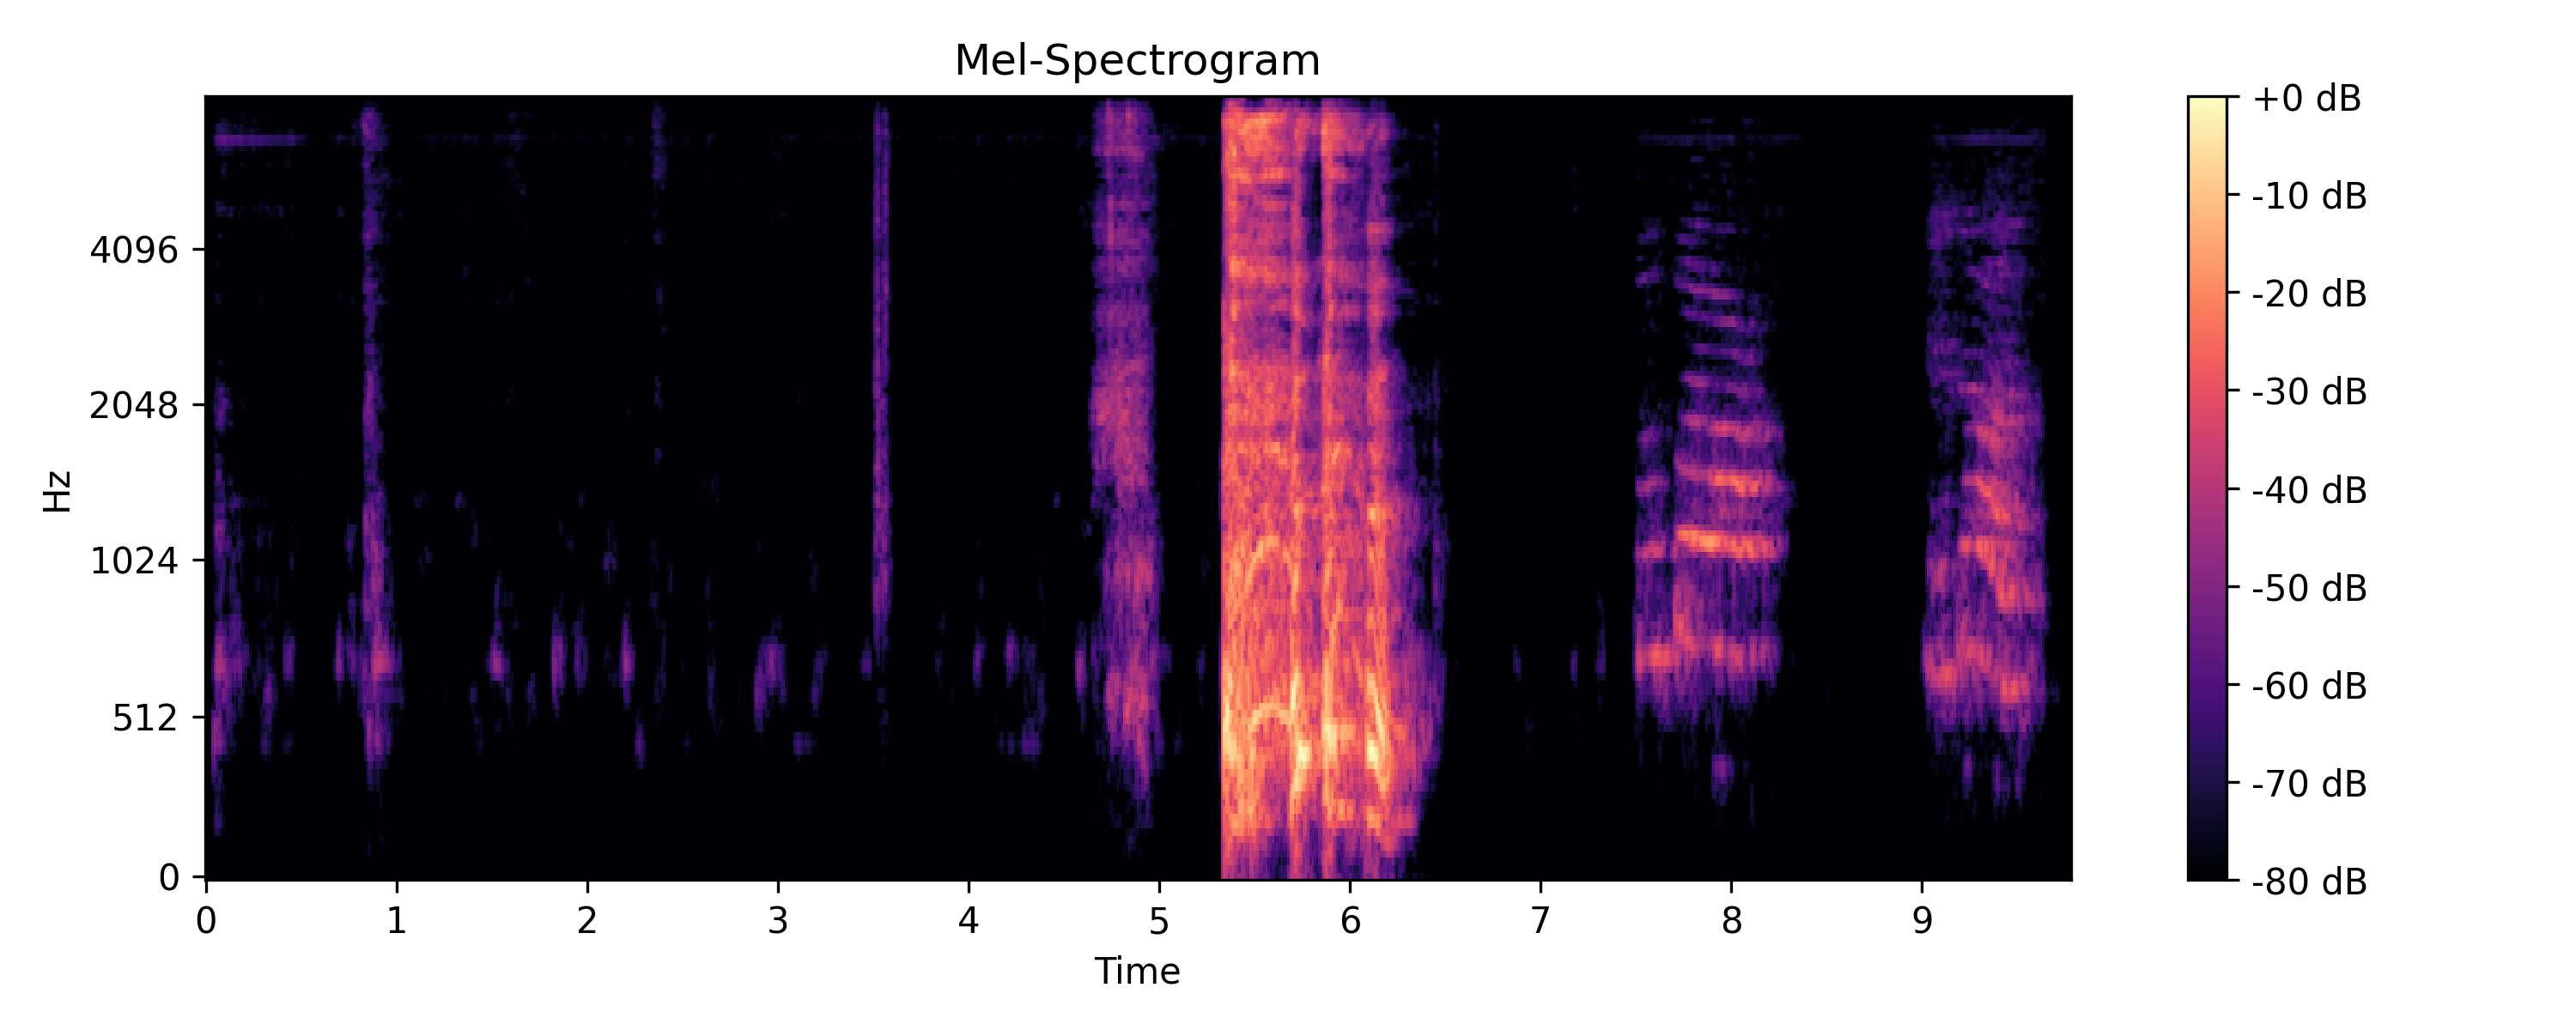 Mel-Spectrogram
+0 dB
-10 dB
4096
-20 dB
2048
-30 dB
Hz
-40 dB
1024
-50 dB
512
-60 dB
-70 dB
0
-80 dB
0 1 2 3 4 5 6 7 8 9
Time